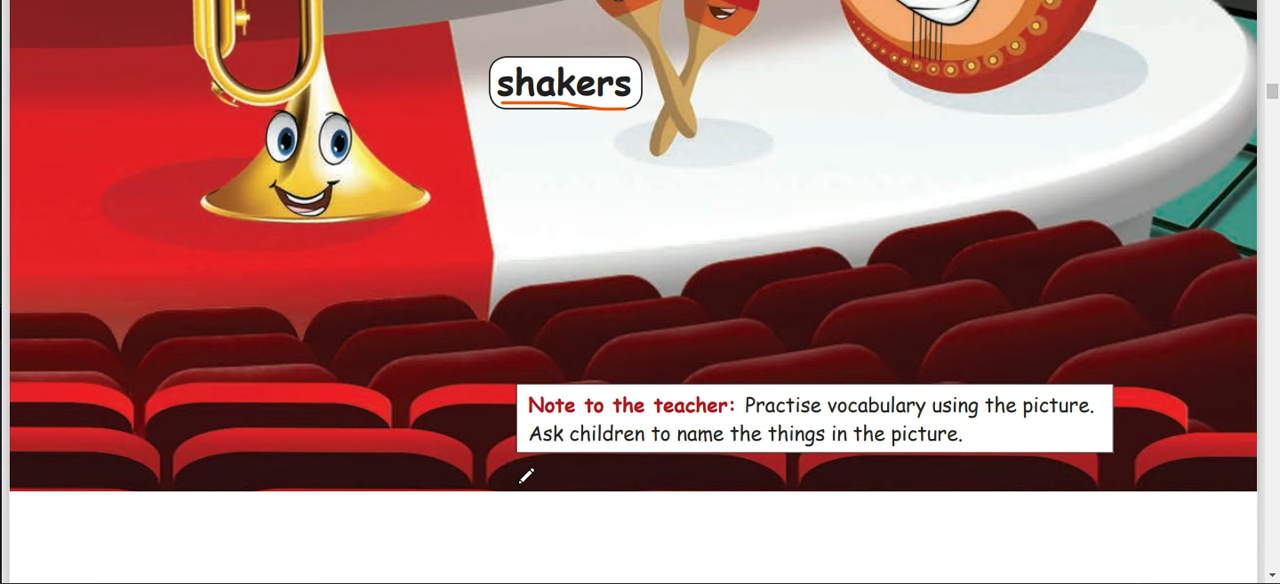 shakers
Note to the teacher: Practise vocabulary using the picture.
Ask children to name the things in the picture.